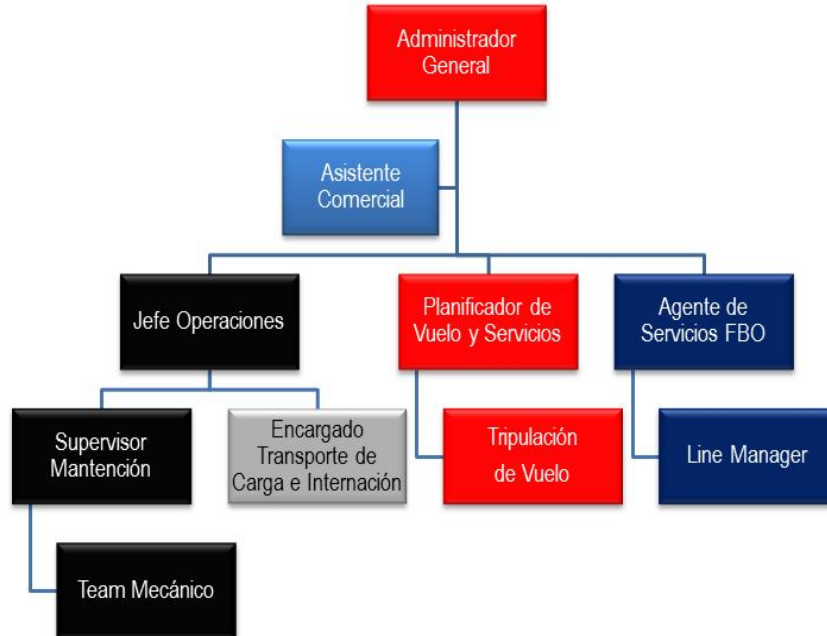 Administrador
General
Asistente
Comercial
Jefe Operaciones
Planificador de
Vuelo y Servicios
Agente de
Servicios FBO
Supervisor
Mantención
Encargado
Transporte de
Carga e Internación
Tripulación
de Vuelo
Line Manager
Team Mecánico